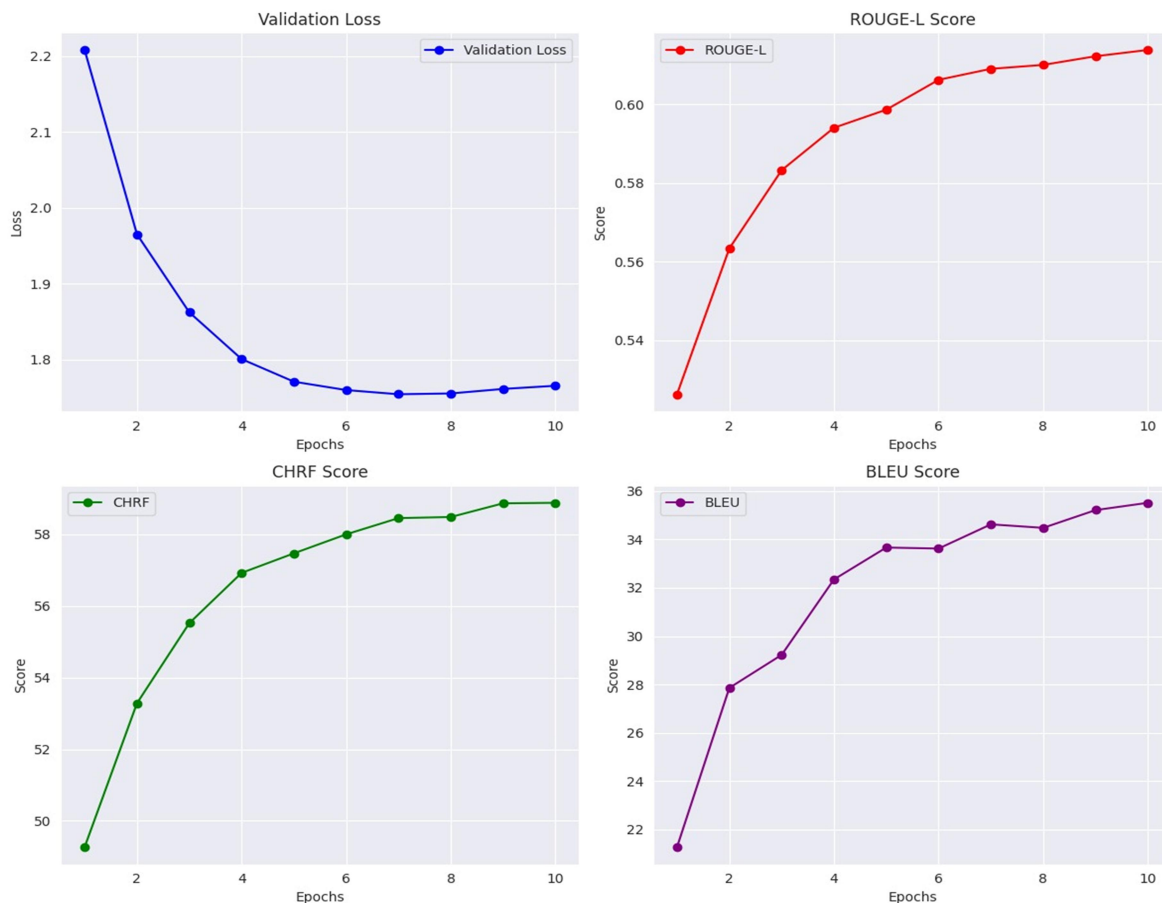 Validation Loss
Validation Loss
2.2
2.1
2.0
1.9
1.8
Loss
2 4 6 8 10
Epochs
ROUGE-L Score
ROUGE-L
0.60
0.58
0.56
0.54
Score
2 4 6 8 10
Epochs
CHRF Score
CHRF
58
56
54
52
50
Score
2 4 6 8 10
Epochs
BLEU Score
BLEU
36
34
32
30
28
26
24
22
Score
2 4 6 8 10
Epochs